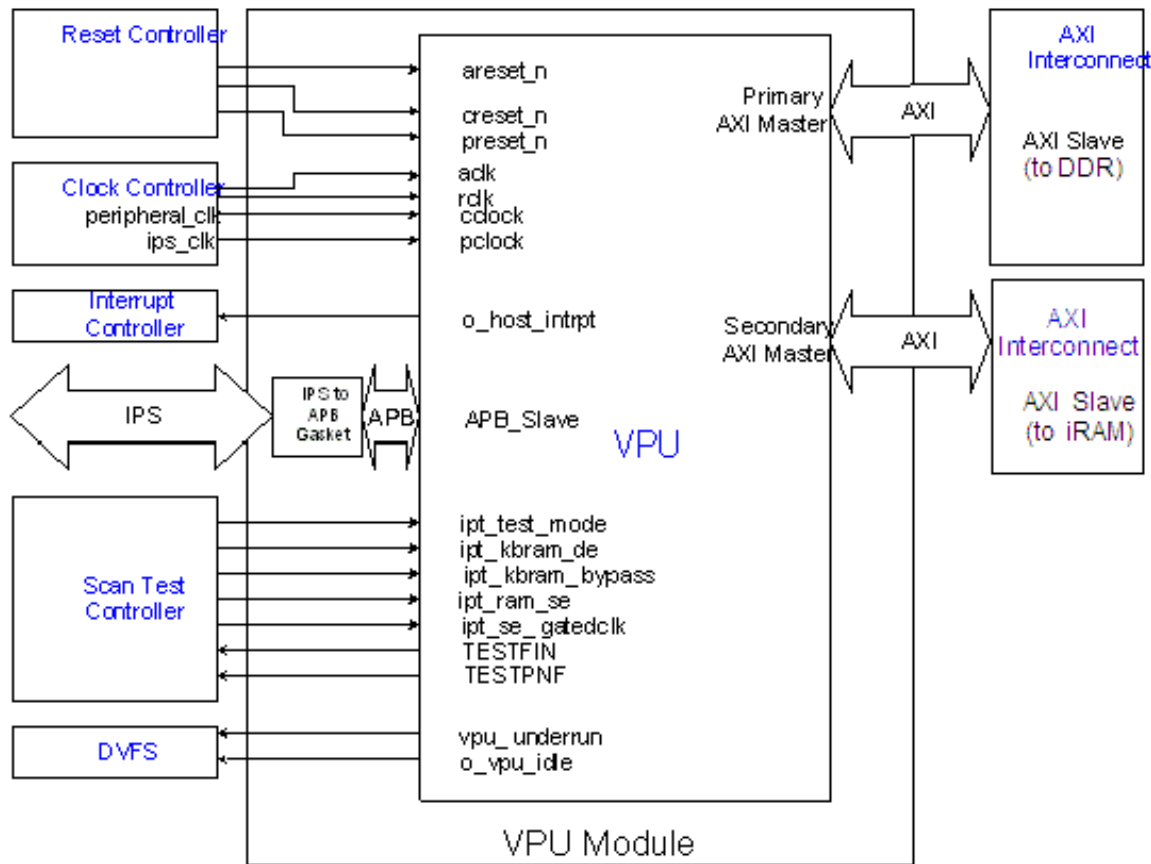 Reset Controller
areset_n
creset_n
preset_n
Clock Controller
peripheral_clk
ips_clk
aclk
rclk
cclock
pclock
Interrupt
Controller
o_host_intrpt
IPS
IPS to
APB
Gasket
APB
APB_Slave
VPU
Scan Test
Controller
ipt_test_mode
ipt_kbram_de
ipt_kbram_bypass
ipt_ram_se
ipt_se_gatedclk
TESTFIN
TESTPNF
DVFS
vpu_underrun
o_vpu_idle
Primary
AXI Master
AXI
AXI
Interconnect
AXI Slave
(to DDR)
Secondary
AXI Master
AXI
AXI
Interconnect
AXI Slave
(to iRAM)
VPU Module